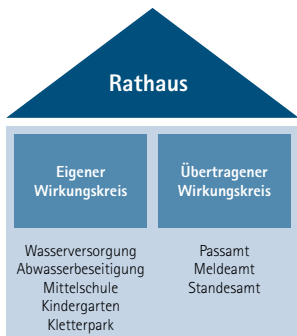 Rathaus
Eigener
Wirkungskreis
Wasserversorgung
Abwasserbeseitigung
Mittelschule
Kindergarten
Kletterpark
Übertragener
Wirkungskreis
Passamt
Meldeamt
Standesamt